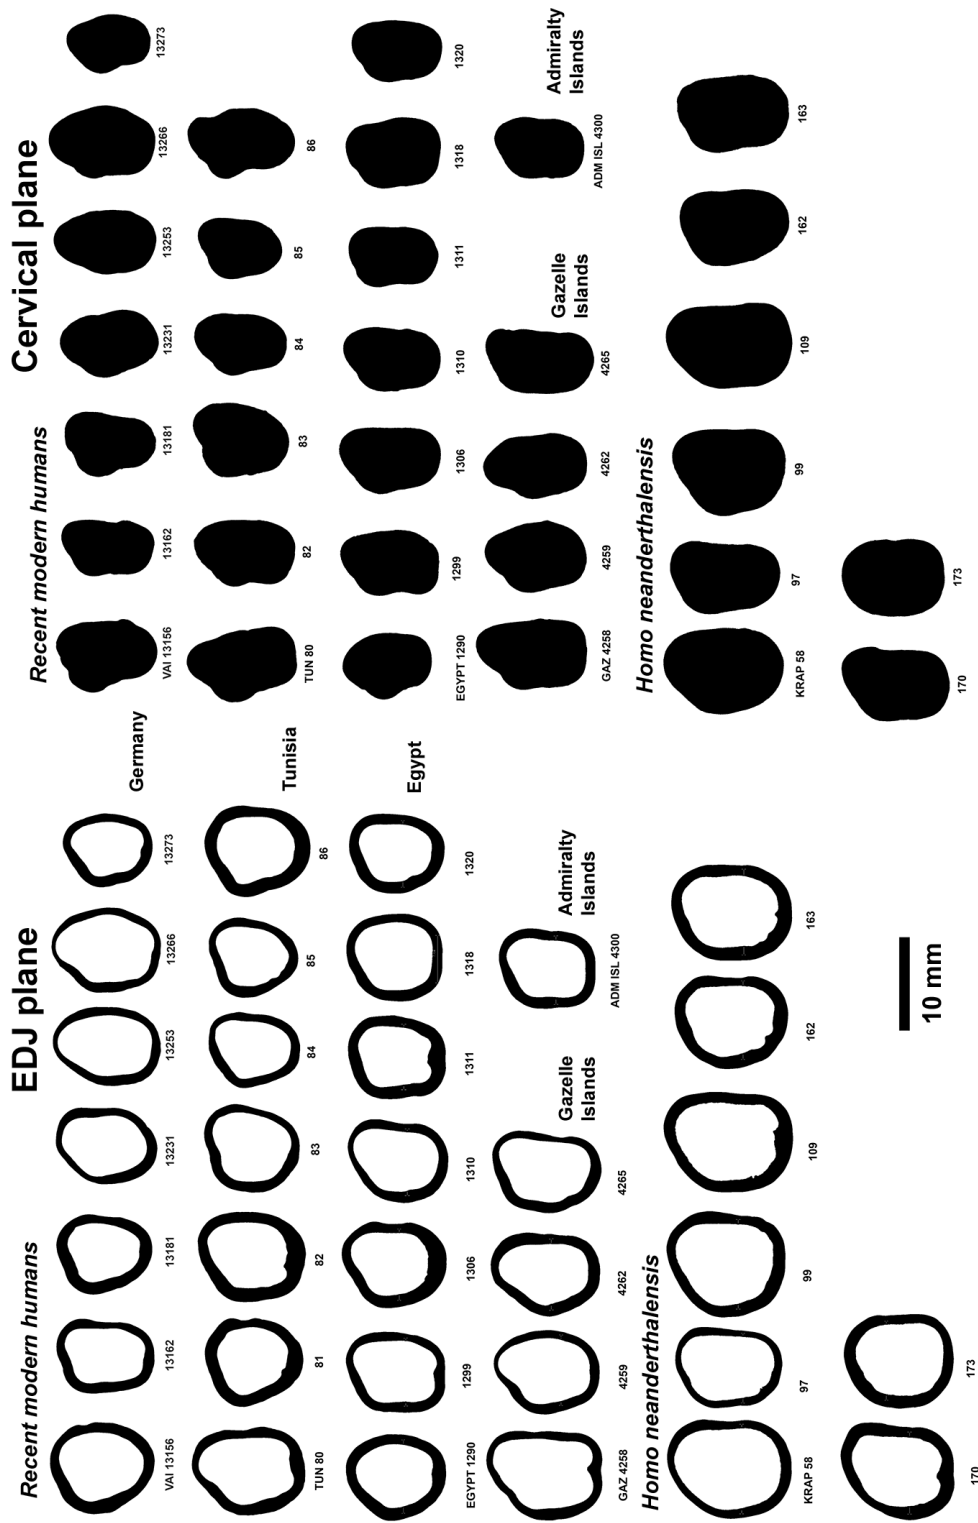 EDJ plane
Recent modern humans
VAI 13156
13162
13181
13231
13253
13266
13273
Germany
TUN 80
81
82
83
84
85
86
Tunisia
EGYPT 1290
1299
1306
1310
1311
1318
1320
Egypt
GAZ 4258
4259
4262
4265
Gazelle
Islands
ADM ISL 4300
Admiralty
Islands
Homo neanderthalensis
KRAP 58
97
99
109
162
163
170
173
10 mm
Cervical plane
Recent modern humans
VAI 13156
13162
13181
13231
13253
13266
13273
TUN 80
82
83
84
85
86
EGYPT 1290
1299
1306
1310
1311
1318
1320
GAZ 4258
4259
4262
4265
Gazelle
Islands
ADM ISL 4300
Admiralty
Islands
Homo neanderthalensis
KRAP 58
97
99
109
162
163
170
173